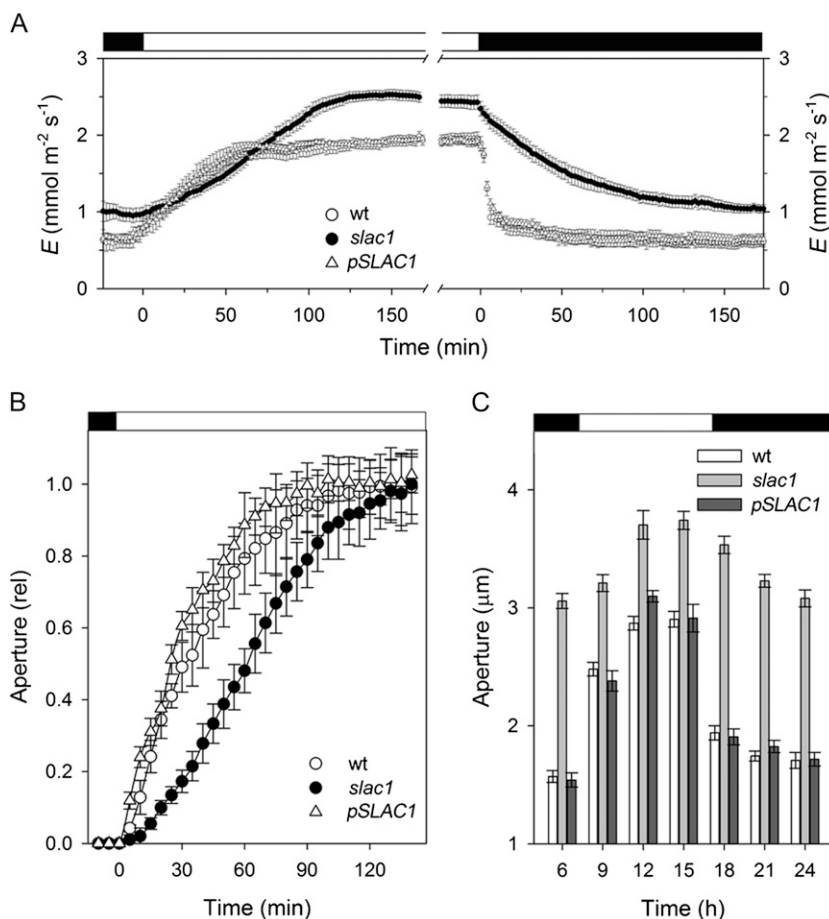 A
E (mmol m-2 s-1)
3
2
1
0
wt
slac1
pSLAC1
0 50 100 150
0 50 100 150
3
2
1
0
E (mmol m-2 s-1)
Time (min)
B
Aperture (rel)
1.0
0.8
0.6
0.4
0.2
0.0
wt
slac1
pSLAC1
0 30 60 90 120
Time (min)
C
Aperture (μm)
4
3
2
1
wt
slac1
pSLAC1
6 9 12 15 18 21 24
Time (h)